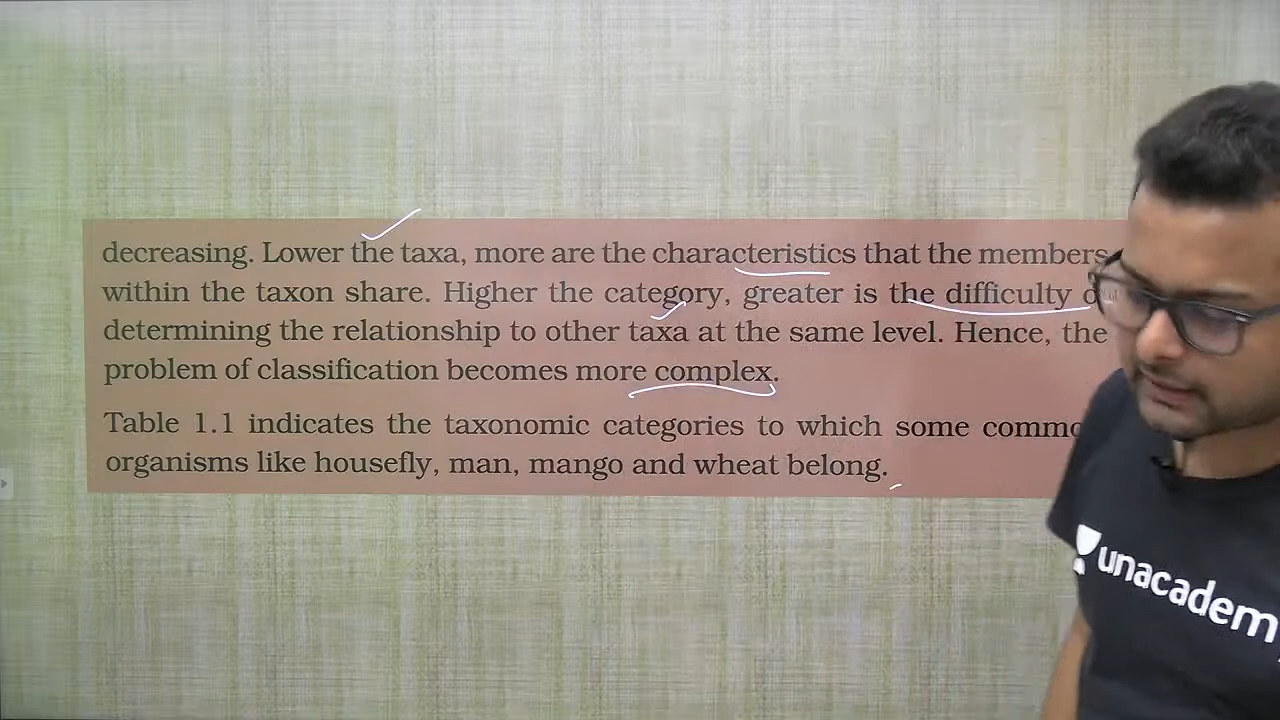 decreasing. Lower the taxa, more are the characteristics that the members
within the taxon share. Higher the category, greater is the difficulty
determining the relationship to other taxa at the same level. Hence, the
problem of classification becomes more complex.
Table 1.1 indicates the taxonomic categories to which some
organisms like housefly, man, mango and wheat belong.
unacadem